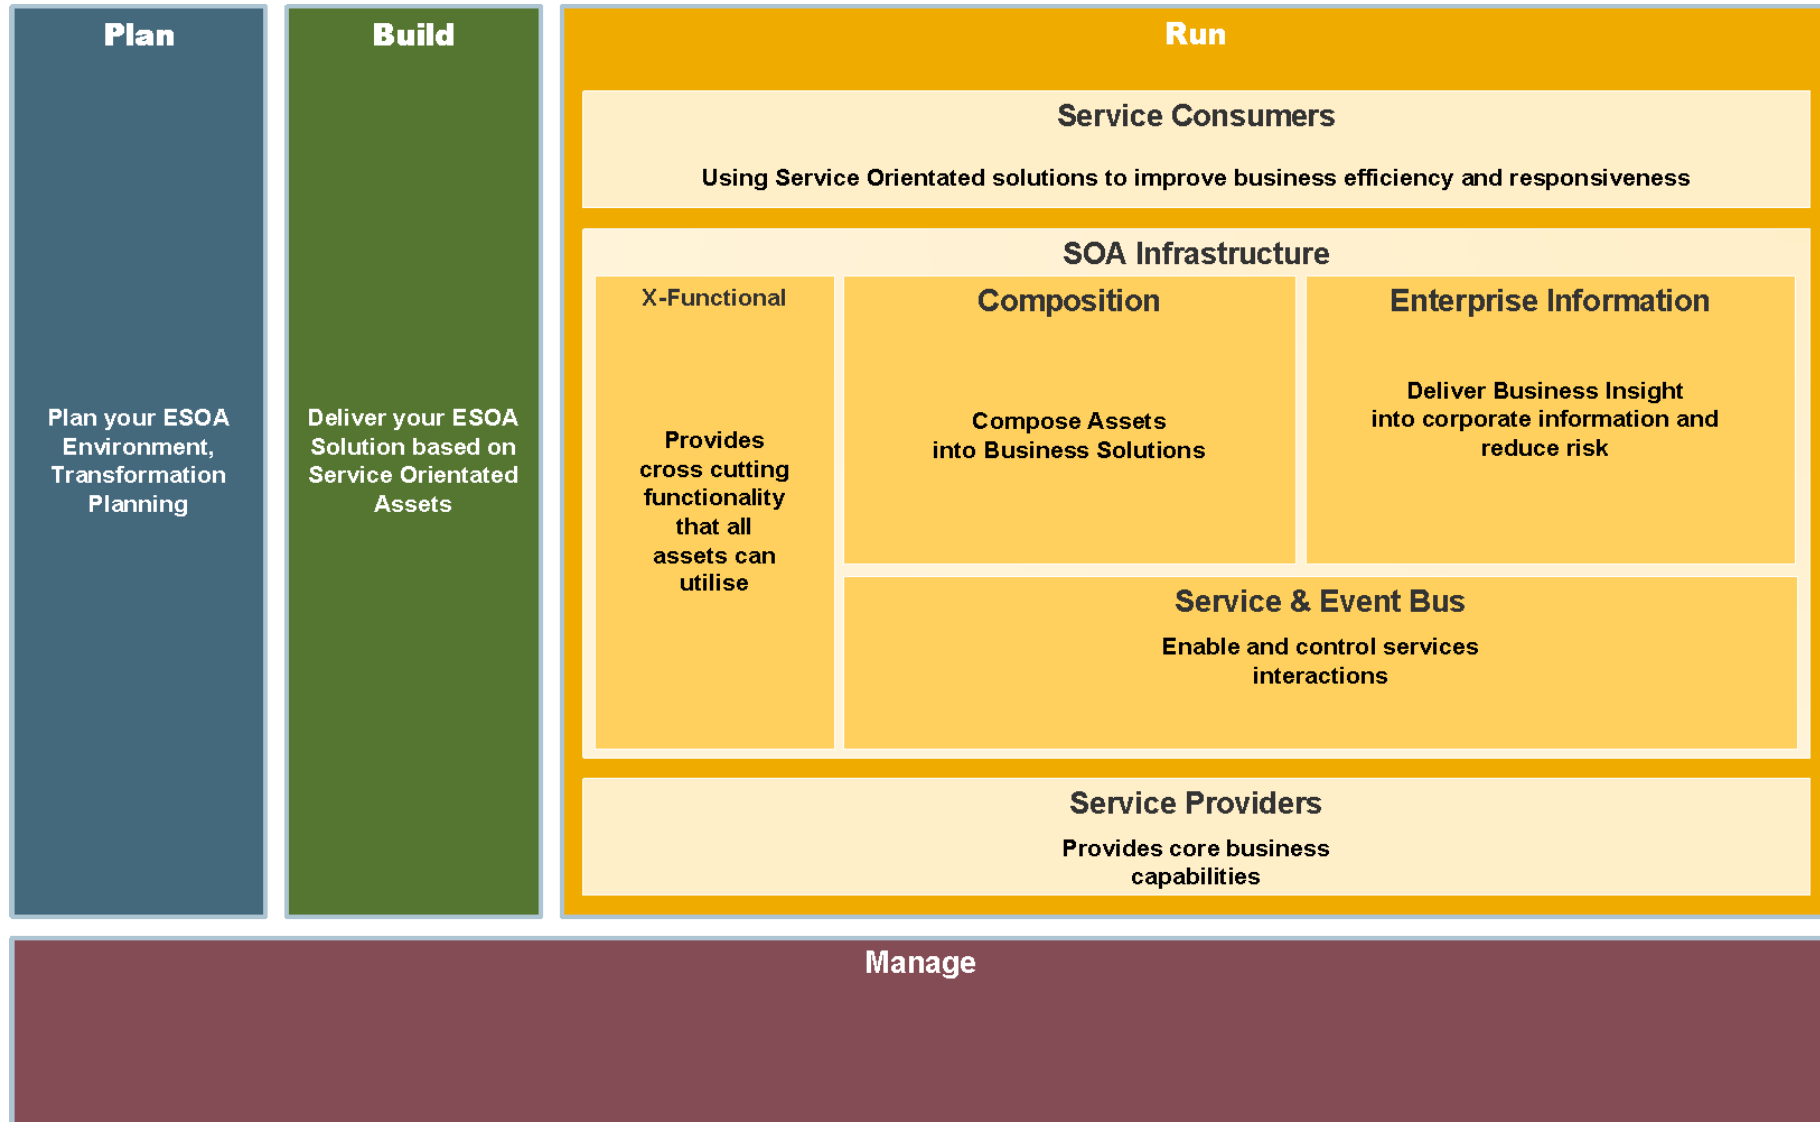 Plan
Plan your ESOA
Environment,
Transformation
Planning
Build
Deliver your ESOA
Solution based on
Service Orientated
Assets
Run
Service Consumers
Using Service Orientated solutions to improve business efficiency and responsiveness
SOA Infrastructure
X-Functional
Provides
cross cutting
functionality
that all
assets can
utilise
Composition
Compose Assets
into Business Solutions
Enterprise Information
Deliver Business Insight
into corporate information and
reduce risk
Service & Event Bus
Enable and control services
interactions
Service Providers
Provides core business
capabilities
Manage